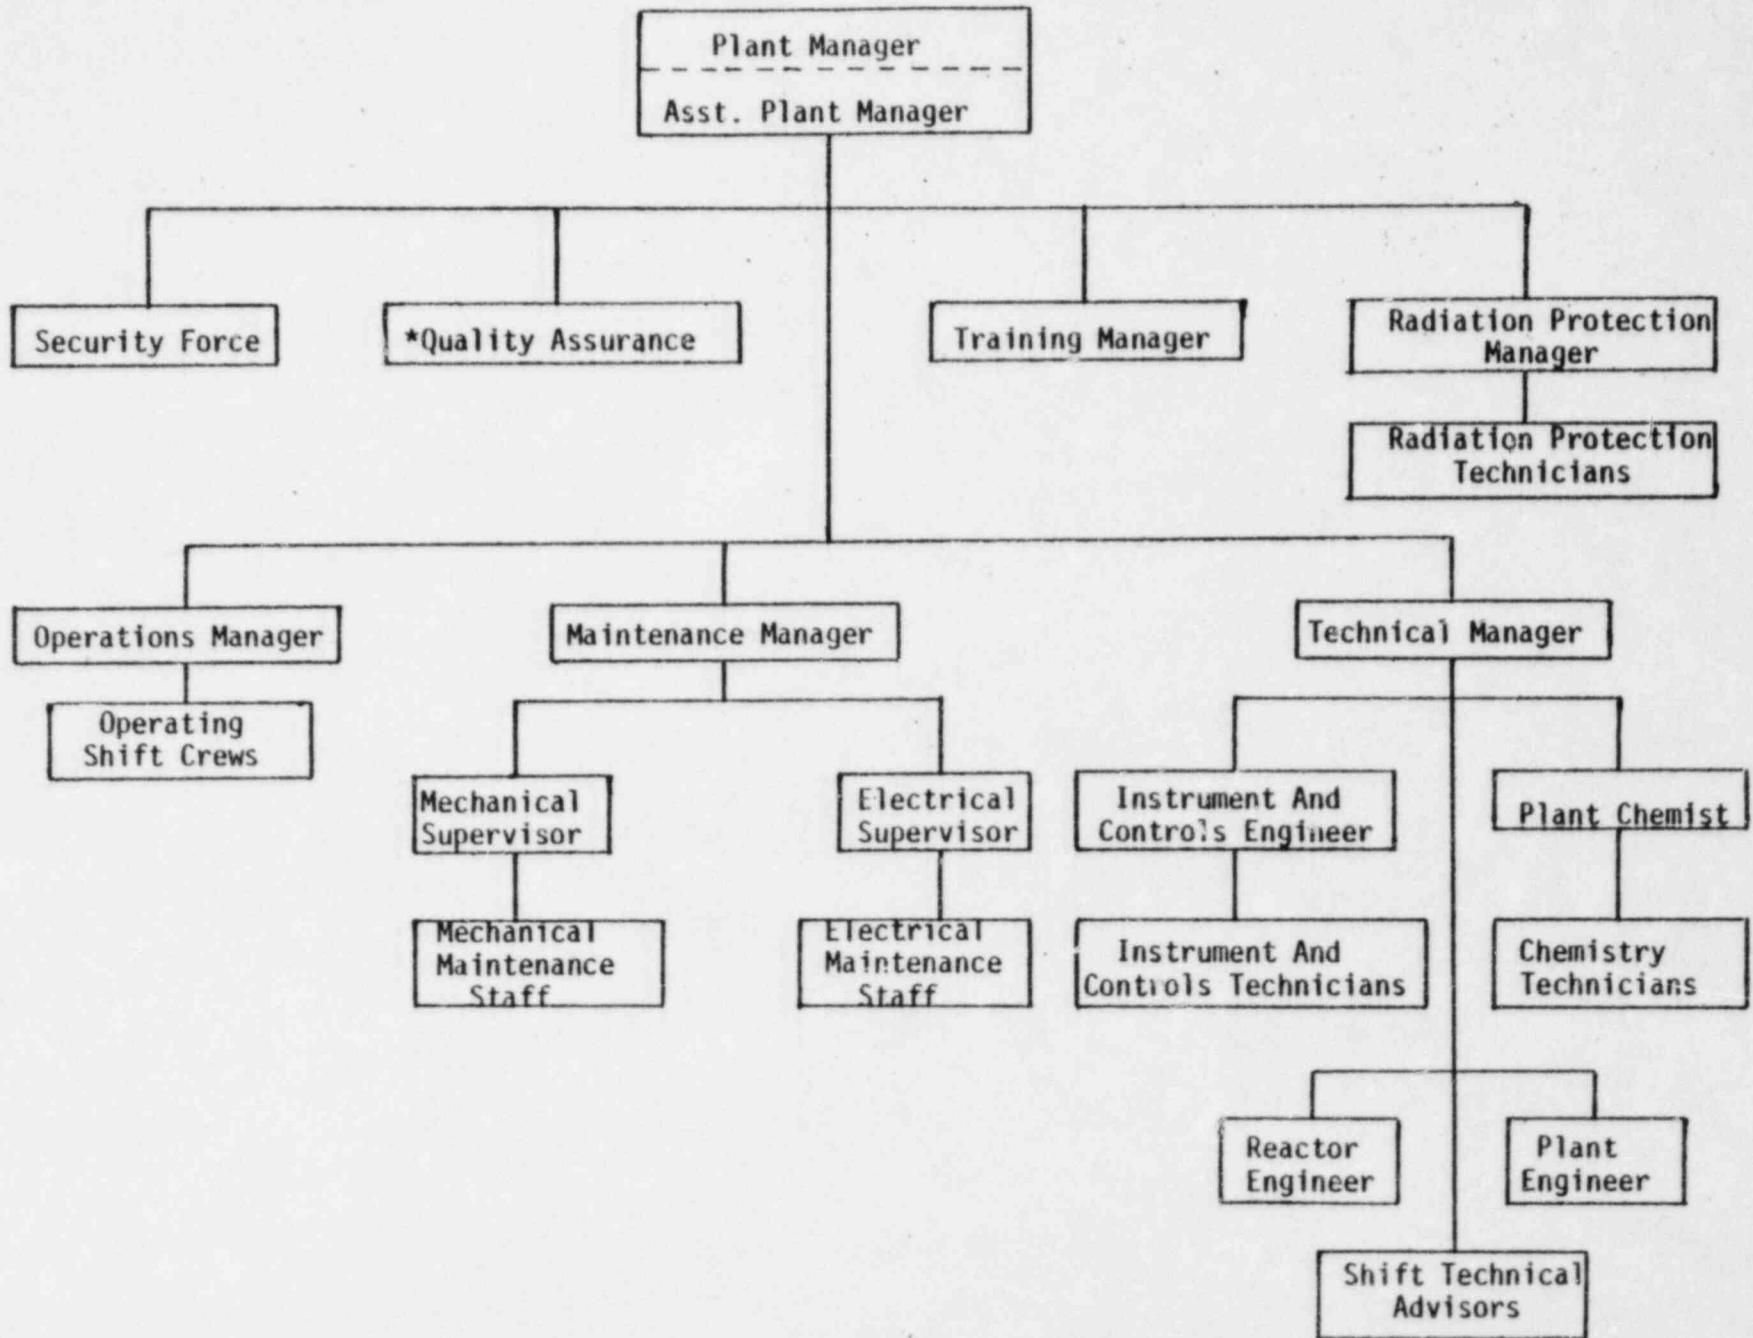 Plant Manager
Asst. Plant Manager
Security Force
*Quality Assurance
Training Manager
Radiation Protection
Manager
Radiation Protection
Technicians
Operations Manager
Maintenance Manager
Technical Manager
Operating
Shift Crews
Mechanical
Supervisor
Electrical
Supervisor
Instrument And
Controls Engineer
Plant Chemist
Mechanical
Maintenance
Staff
Electrical
Maintenance
Staff
Instrument And
Controls Technicians
Chemistry
Technicians
Reactor
Engineer
Plant
Engineer
Shift Technical
Advisors